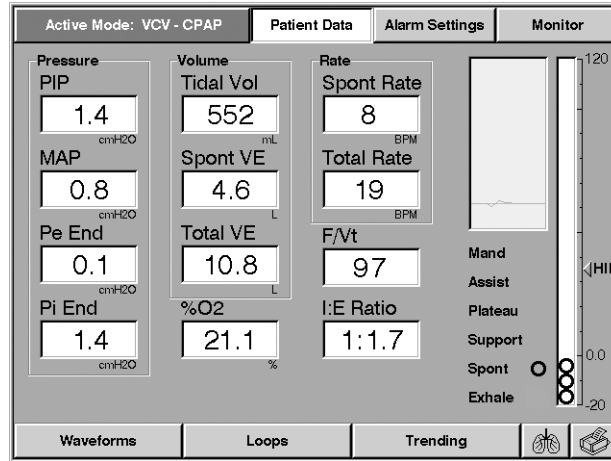 Active Mode: VCV - CPAP
Patient Data
Alarm Settings
Monitor
Pressure
PIP
1.4
cmH2O
MAP
0.8
cmH2O
Pe End
0.1
cmH2O
Pi End
1.4
cmH2O
Volume
Tidal Vol
552
mL
Spont VE
4.6
L
Total VE
10.8
L
%O2
21.1
%
Rate
Spont Rate
8
BPM
Total Rate
19
BPM
F/Vt
97
I:E Ratio
1:1.7
Mand
Assist
Plateau
Support
Spont
Exhale
120
HI
0.0
-20
Waveforms
Loops
Trending